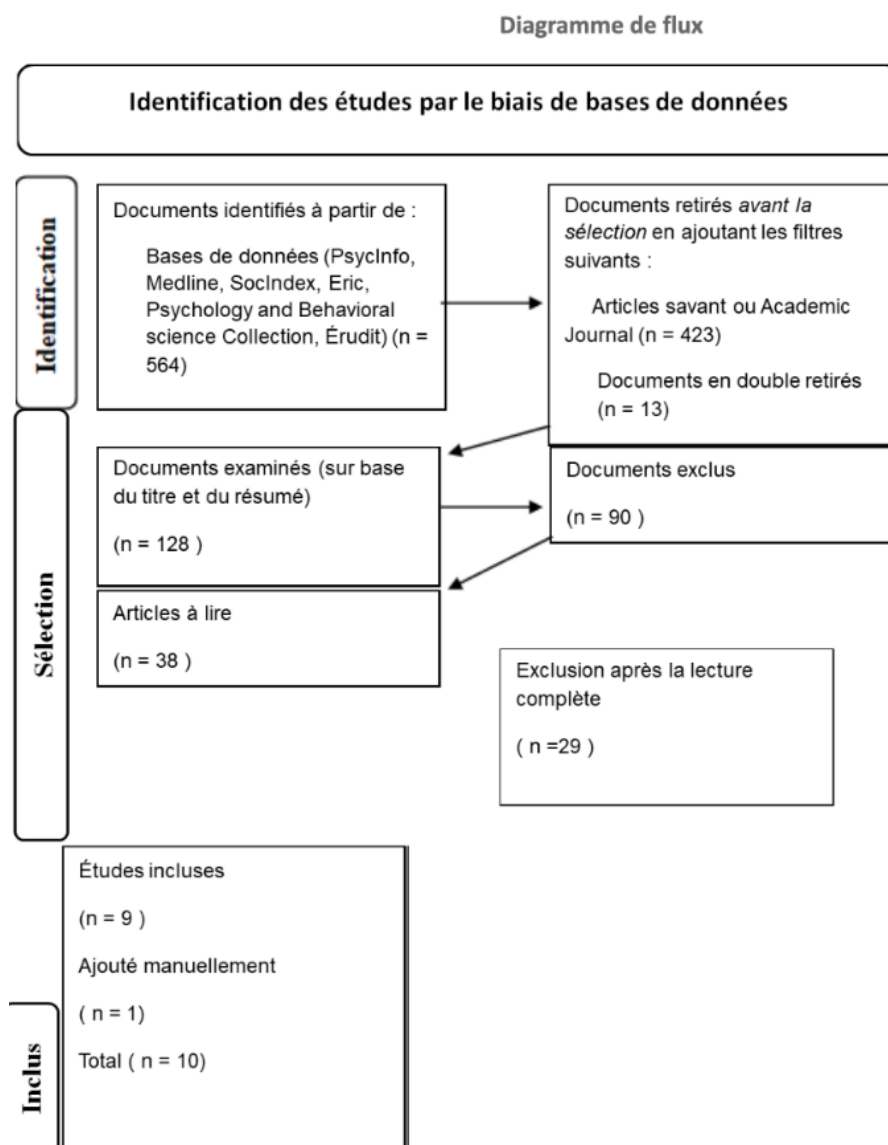 Diagramme de flux
Identification des études par le biais de bases de données
Identification
Documents identifiés à partir de :
Bases de données (PsycInfo,
Medline, SocIndex, Eric,
Psychology and Behavioral
science Collection, Érudit) (n =
564)
Documents retirés avant la
sélection en ajoutant les filtres
suivants :
Articles savant ou Academic
Journal (n = 423)
Documents en double retirés
(n = 13)
Sélection
Documents examinés (sur base
du titre et du résumé)
(n = 128 )
Documents exclus
(n = 90 )
Articles à lire
(n = 38 )
Exclusion après la lecture
complète
( n =29 )
Inclus
Études incluses
(n = 9 )
Ajouté manuellement
( n = 1)
Total ( n = 10)